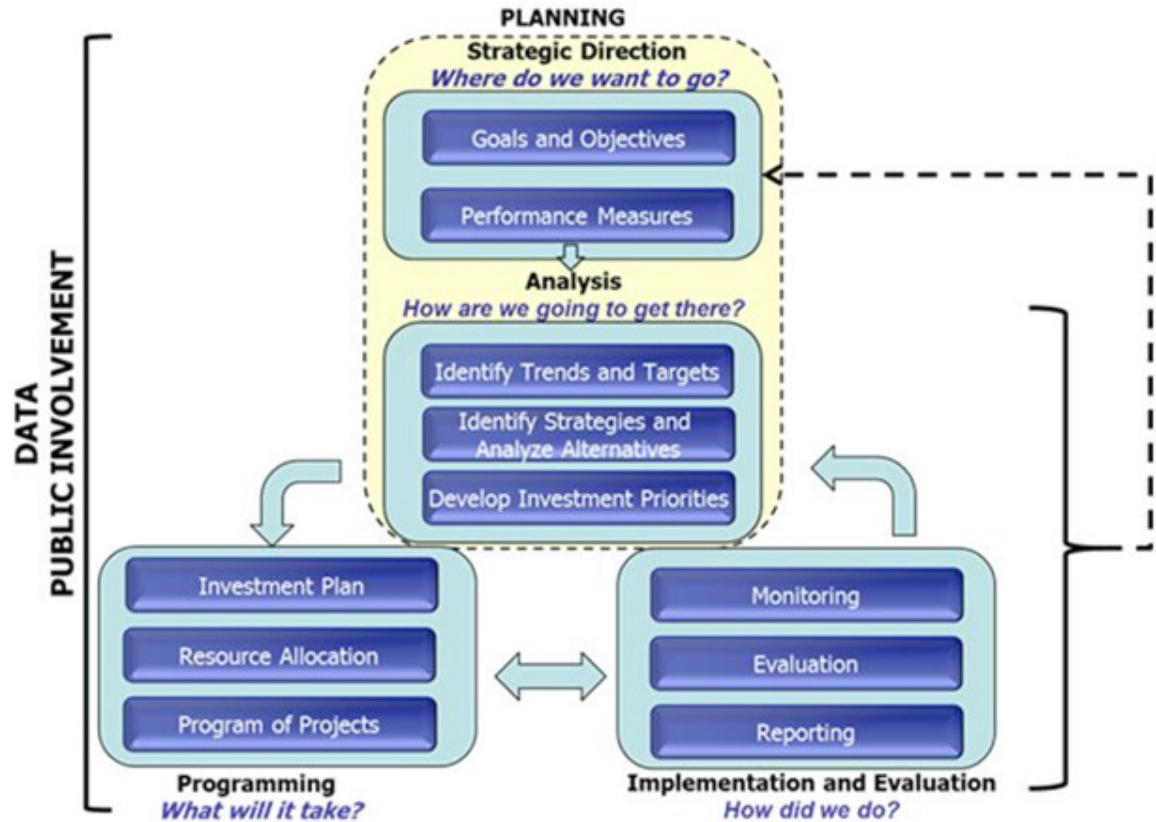 PLANNING
Strategic Direction
Where do we want to go?
Goals and Objectives
Performance Measures
Analysis
How are we going to get there?
Identify Trends and Targets
Identify Strategies and
Analyze Alternatives
Develop Investment Priorities
DATA
PUBLIC INVOLVEMENT
Investment Plan
Resource Allocation
Program of Projects
Programming
What will it take?
Monitoring
Evaluation
Reporting
Implementation and Evaluation
How did we do?